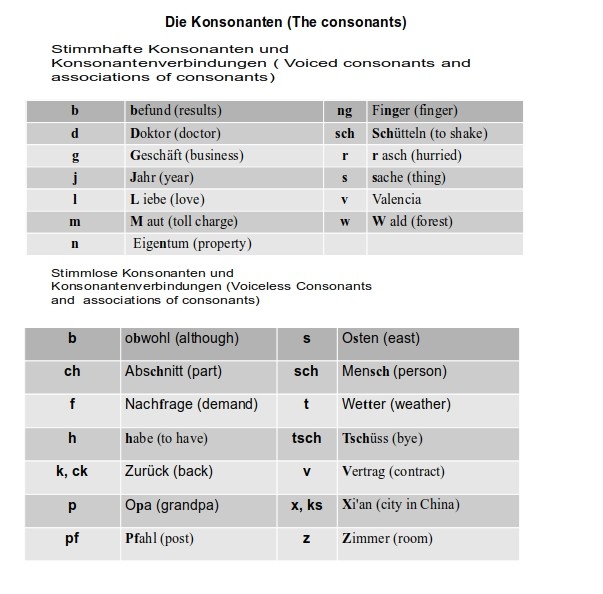 Die Konsonanten (The consonants)
Stimmhafte Konsonanten und
Konsonantenverbindungen ( Voiced consonants and
associations of consonants)
b befund (results) ng Finger (finger)
d Doktor (doctor) sch Schütteln (to shake)
g Geschäft (business) r r asch (hurried)
j Jahr (year) s sache (thing)
l L iebe (love) v Valencia
m M aut (toll charge) w W ald (forest)
n Eigentum (property)
Stimmlose Konsonanten und
Konsonantenverbindungen (Voiceless Consonants
and associations of consonants)
b obwohl (although) s Osten (east)
ch Abschnitt (part) sch Mensch (person)
f Nachfrage (demand) t Wetter (weather)
h habe (to have) tsch Tschüss (bye)
k, ck Zurück (back) v Vertrag (contract)
p Opa (grandpa) x, ks Xi'an (city in China)
pf Pfahl (post) z Zimmer (room)